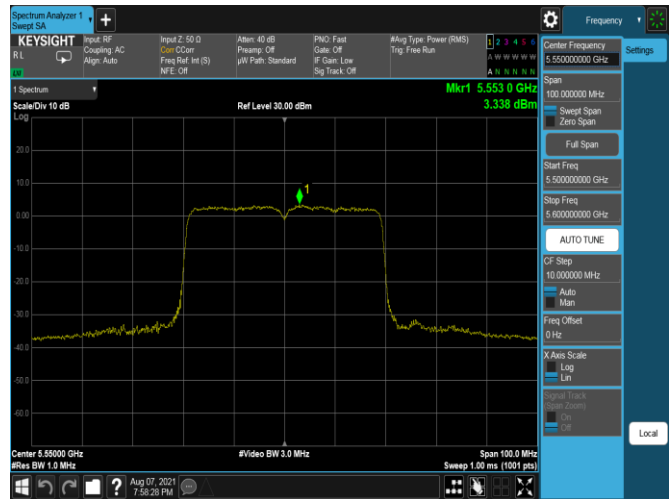 Spectrum Analyzer 1
Swept SA
Frequency
KEYSIGHT
RL
Input: RF
Coupling: AC
Align: Auto
Input Z: 50 Ω
Corr CCorr
Freq Ref: Int (S)
NFE: Off
Atten: 40 dB
Preamp: Off
µW Path: Standard
PNO: Fast
Gate: Off
IF Gain: Low
Sig Track: Off
#Avg Type: Power (RMS)
Trig: Free Run
1 2 3 4 5 6
A W W W W W
A N N N N N
1 Spectrum
Scale/Div 10 dB
Log
Ref Level 30.00 dBm
Mkr1 5.553 0 GHz
3.338 dBm
20.0
10.0
0.00
-10.0
-20.0
-30.0
-40.0
-50.0
-60.0
1
Center 5.55000 GHz
#Res BW 1.0 MHz
#Video BW 3.0 MHz
Span 100.0 MHz
Sweep 1.00 ms (1001 pts)
Center Frequency
5.550000000 GHz
Settings
Span
100.000000 MHz
Swept Span
Zero Span
Full Span
Start Freq
5.500000000 GHz
Stop Freq
5.600000000 GHz
AUTO TUNE
CF Step
10.000000 MHz
Auto
Man
Freq Offset
0 Hz
X Axis Scale
Log
Lin
Signal Track
(Span Zoom)
On
Off
Local
?
Aug 07, 2021
7:58:28 PM